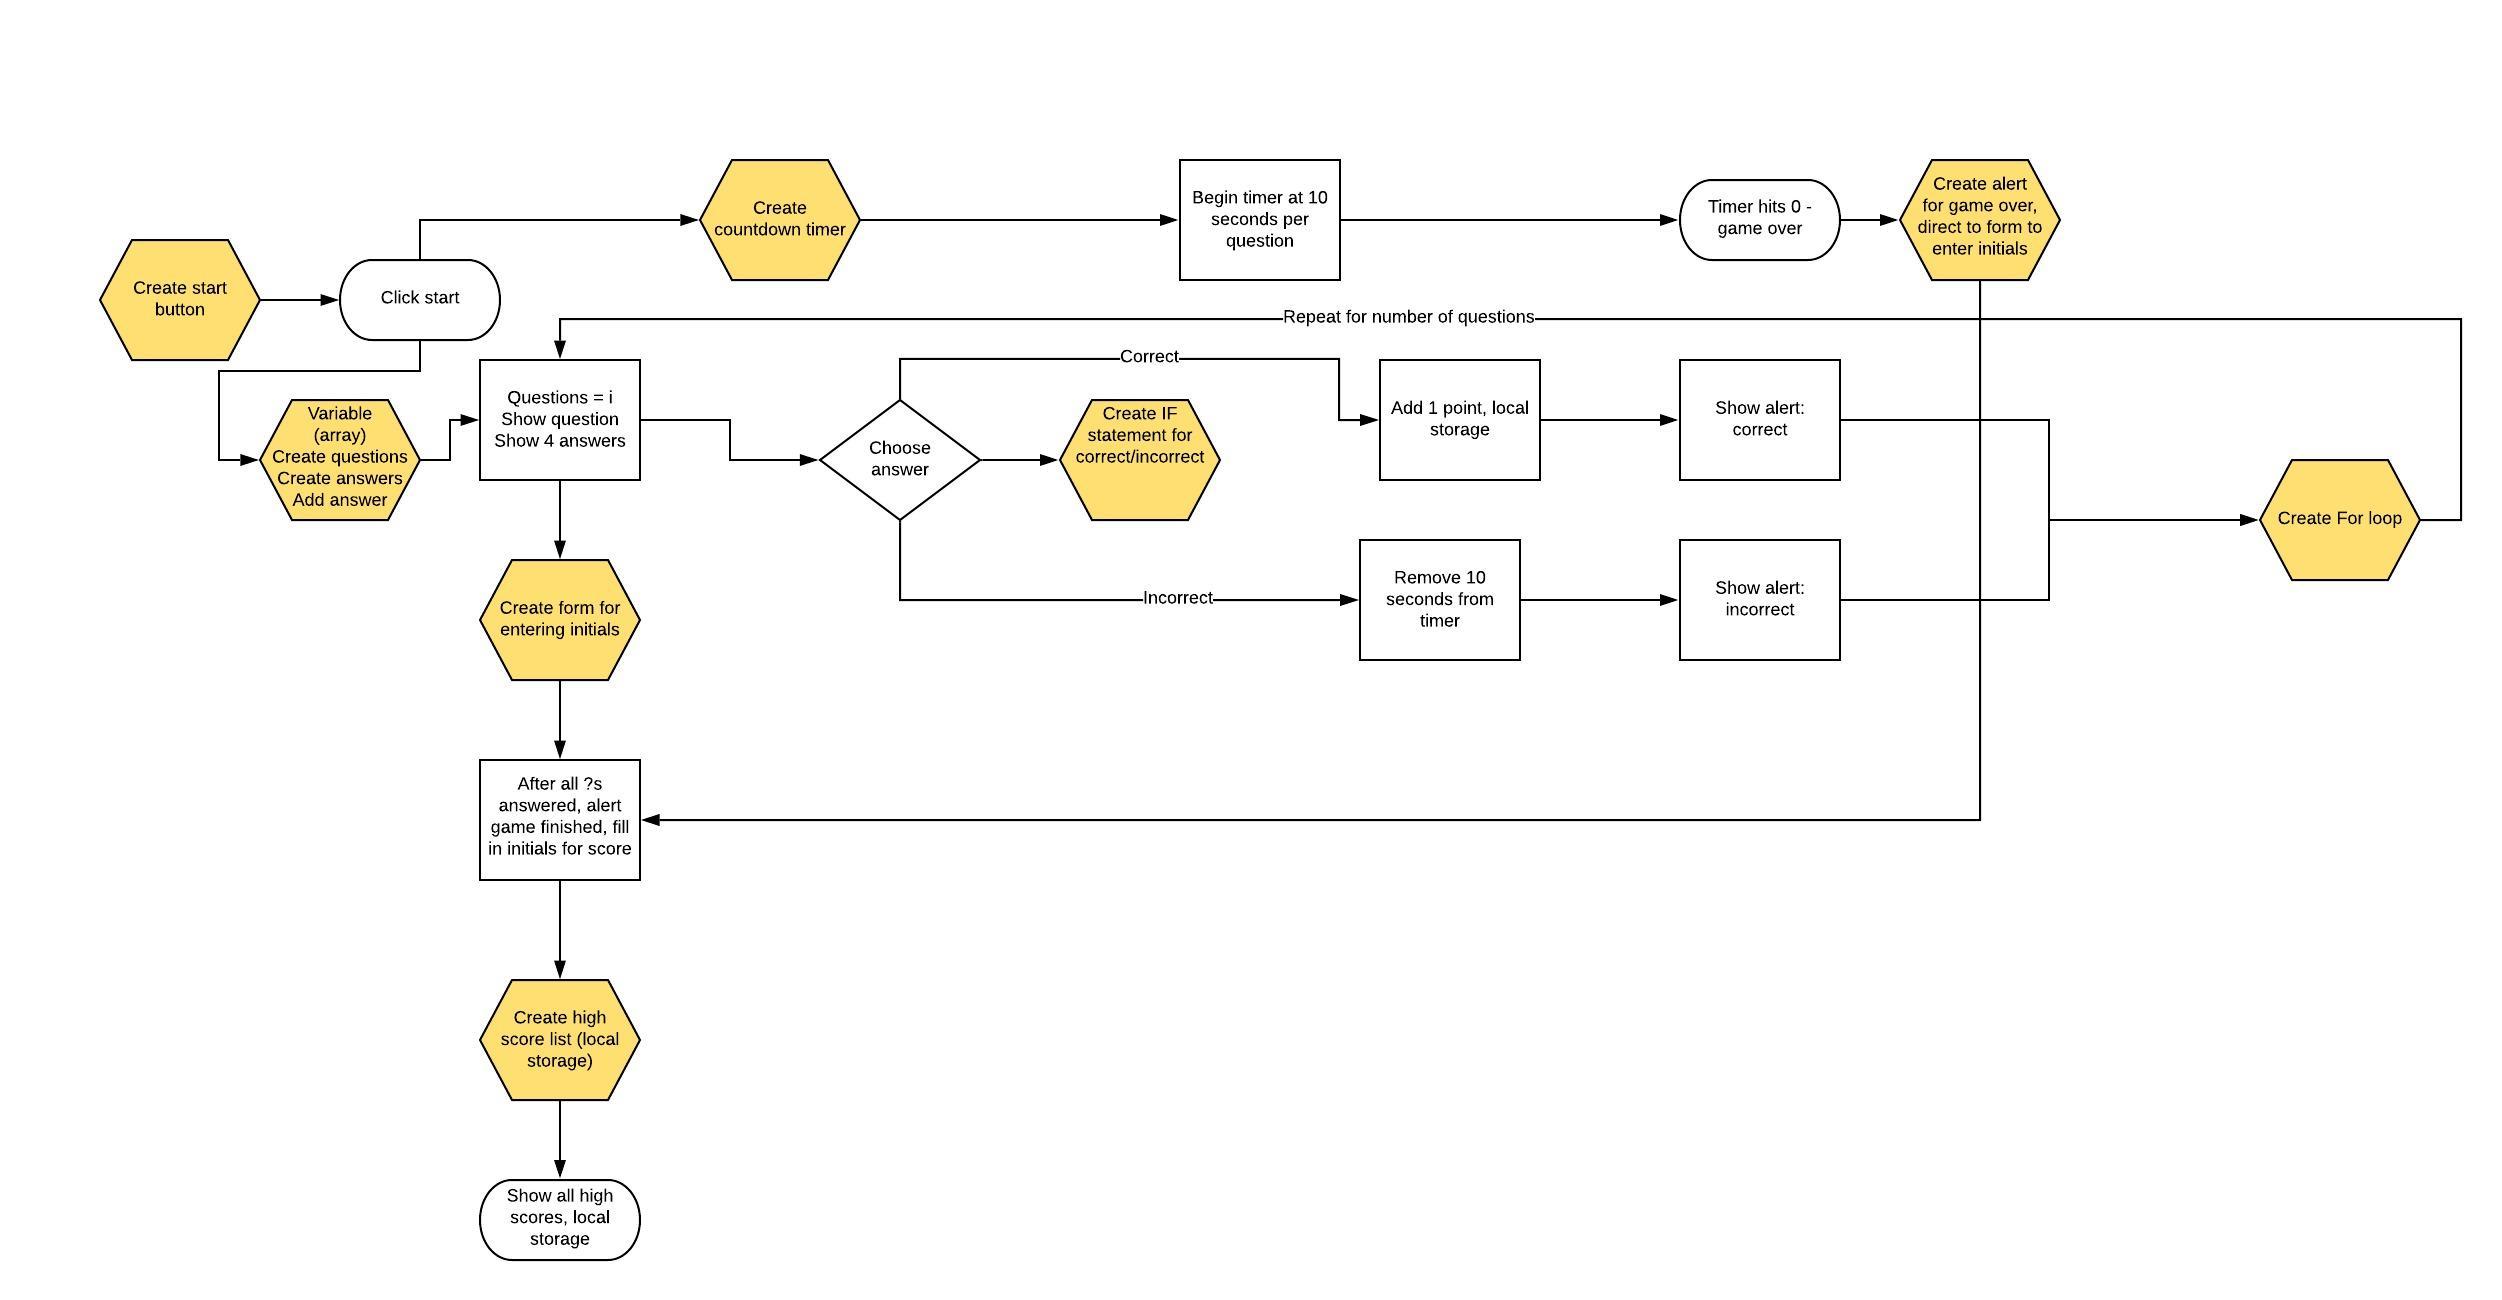 Create
countdown timer
Begin timer at 10
seconds per
question
Timer hits 0 -
game over
Create alert
for game over,
direct to form to
enter initials
Create start
button
Click start
Repeat for number of questions
Variable
(array)
Create questions
Create answers
Add answer
Questions = i
Show question
Show 4 answers
Choose
answer
Correct
Create IF
statement for
correct/incorrect
Add 1 point, local
storage
Show alert:
correct
Create For loop
Incorrect
Remove 10
seconds from
timer
Show alert:
incorrect
Create form for
entering initials
After all ?s
answered, alert
game finished, fill
in initials for score
Create high
score list (local
storage)
Show all high
scores, local
storage